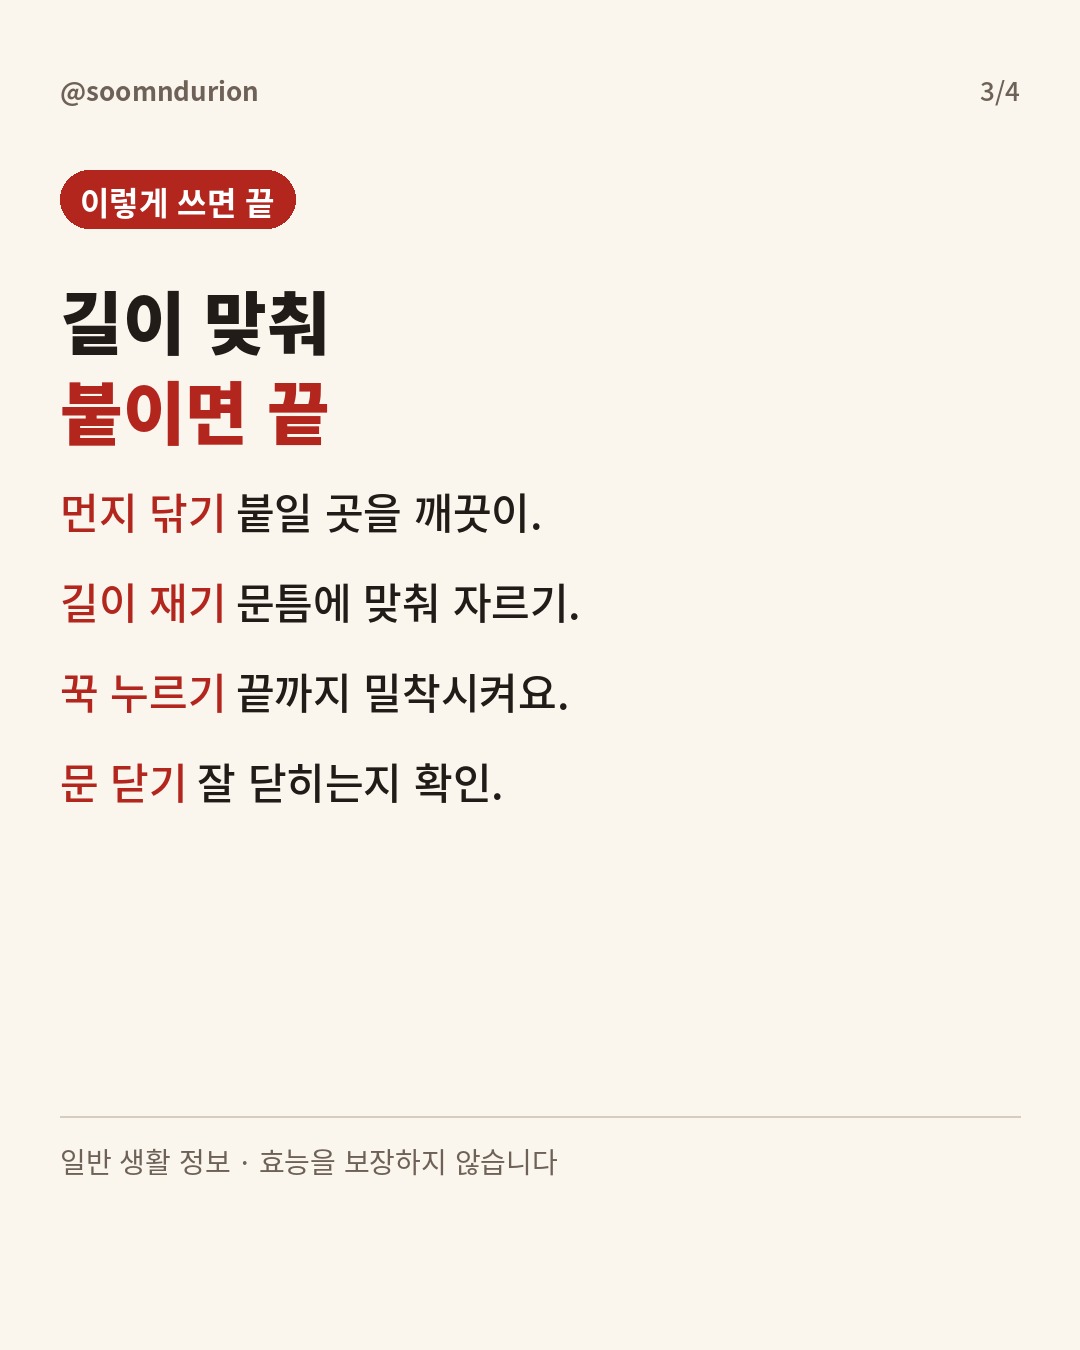 @soomndurion
3/4
이렇게 쓰면 끝
길이 맞춰
붙이면 끝
먼지 닦기 붙일 곳을 깨끗이.
길이 재기 문틈에 맞춰 자르기.
꾹 누르기 끝까지 밀착시켜요.
문 닫기 잘 닫히는지 확인.
일반 생활 정보 · 효능을 보장하지 않습니다